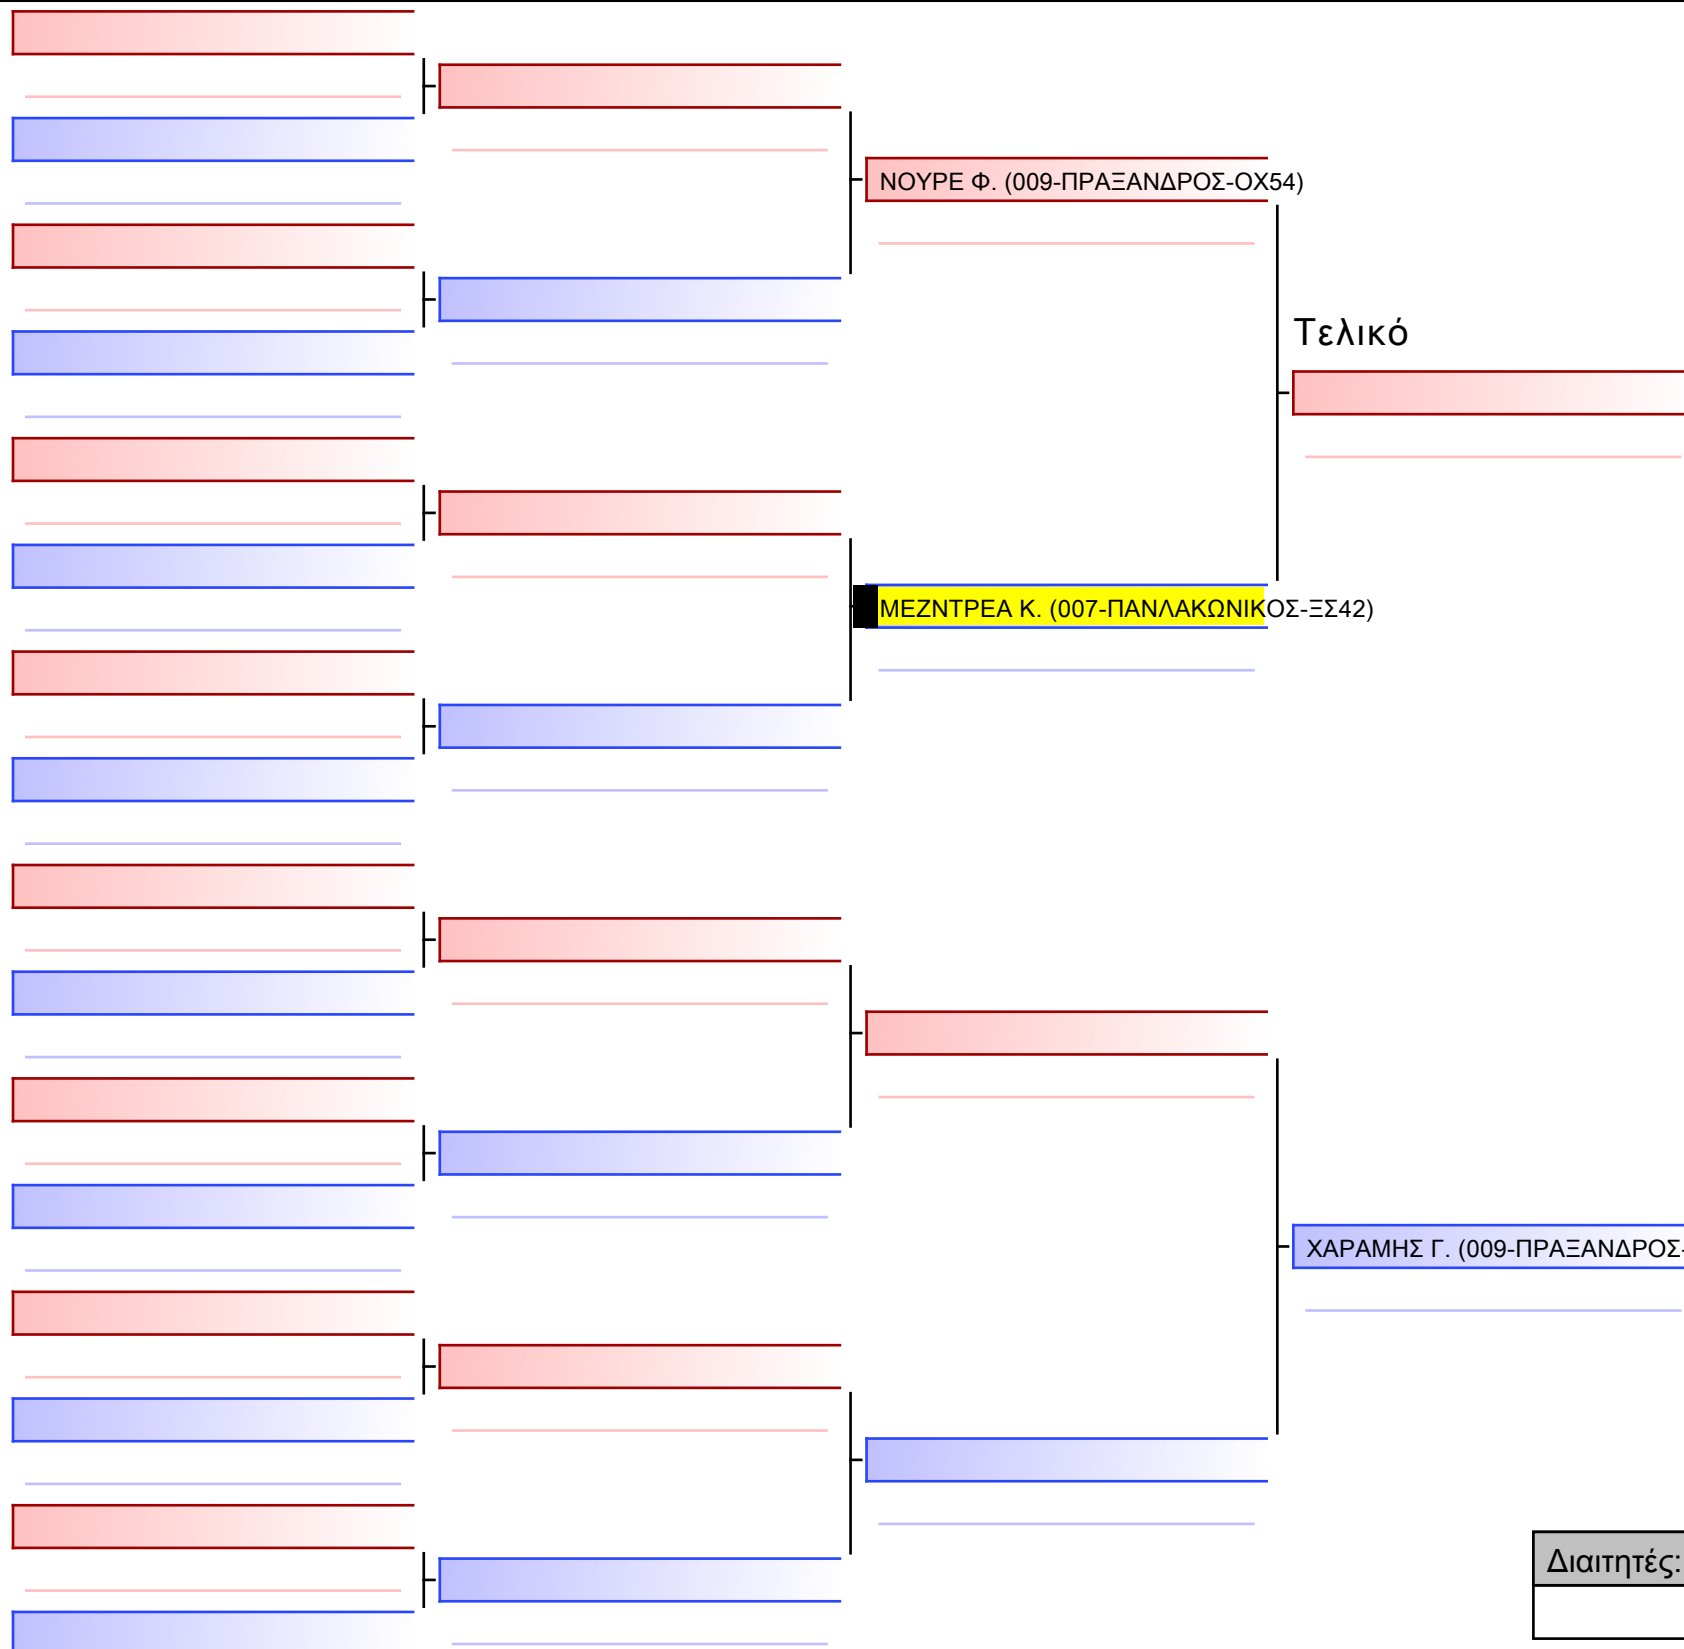 ΝΟΥΡΕ Φ. (009-ΠΡΑΞΑΝΔΡΟΣ-ΟΧ54)
Τελικό
ΜΕΖΝΤΡΕΑ Κ. (007-ΠΑΝΛΑΚΩΝΙΚΟΣ-ΞΣ42)
ΧΑΡΑΜΗΣ Γ. (009-ΠΡΑΞΑΝΔΡΟΣ-
Διαιτητές: